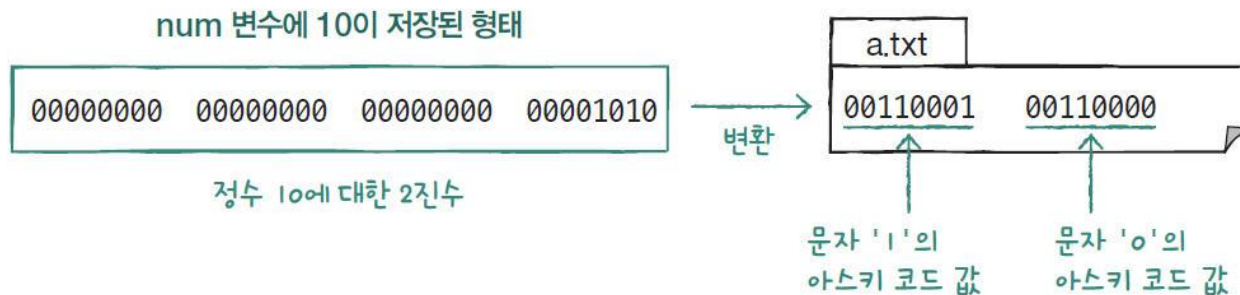 num 변수에 10이 저장된 형태
a.txt
00000000 00000000 00000000 00001010
변환
00110001 00110000
정수 10에 대한 2진수
문자 '1'의
아스키 코드 값
문자 '0'의
아스키 코드 값